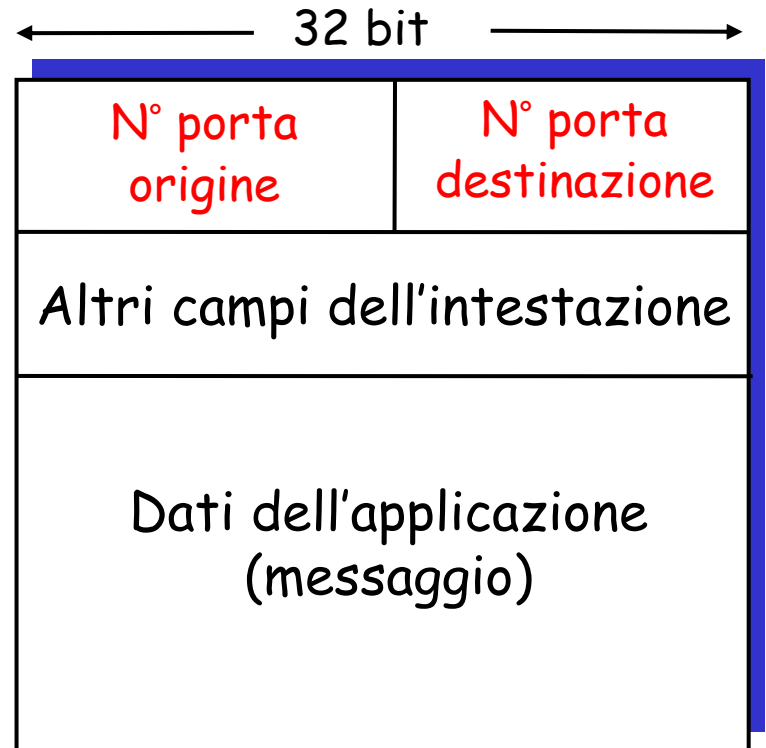 32 bit
N° porta
origine
N° porta
destinazione
Altri campi dell’intestazione
Dati dell’applicazione
(messaggio)